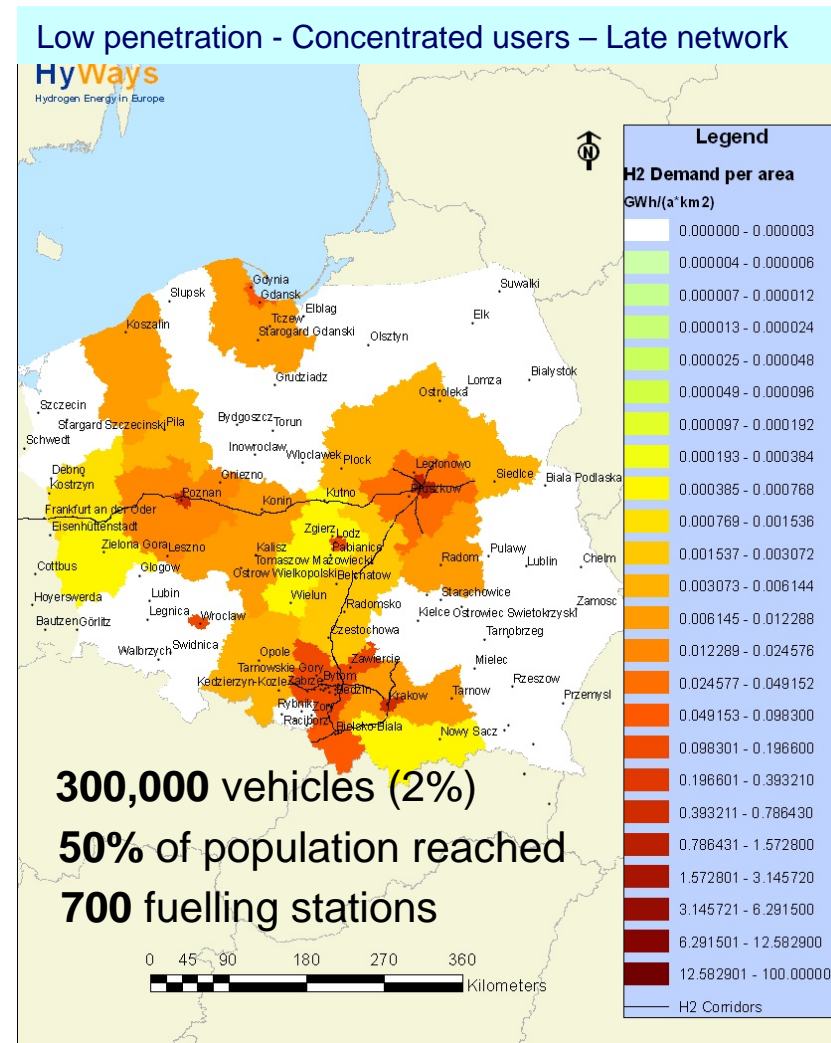 Low penetration - Concentrated users – Late network
HyWays
Hydrogen Energy in Europe
N
Legend
H2 Demand per area
GWh/(a*km2)
0.000000 - 0.000003
0.000004 - 0.000006
0.000007 - 0.000012
0.000013 - 0.000024
0.000025 - 0.000048
0.000049 - 0.000096
0.000097 - 0.000192
0.000193 - 0.000384
0.000385 - 0.000768
0.000769 - 0.001536
0.001537 - 0.003072
0.003073 - 0.006144
0.006145 - 0.012288
0.012289 - 0.024576
0.024577 - 0.049152
0.049153 - 0.098300
0.098301 - 0.196600
0.196601 - 0.393210
0.393211 - 0.786430
0.786431 - 1.572800
1.572801 - 3.145720
3.145721 - 6.291500
6.291501 - 12.582900
12.582901 - 100.00000
H2 Corridors
Gdynia
Slupsk
Gdansk
Suwalki
Elblag
Tczew
Elk
Koszalin
Starogard Gdanski
Olsztyn
Bialystok
Grudziadz
Lomza
Ostroleka
Szczecin
Stargard Szczecinski
Pila
Bydgoszcz
Torun
Schwedt
Inowroclaw
Wloclawek
Plock
Legionowo
Debno
Gniezno
Siedlce
Biala Podlaska
Kostrzyn
Poznan
Konin
Kutno
Pruszkow
Frankfurt an der Oder
Eisenhüttenstadt
Zgierz
Lodz
Zielona Gora
Leszno
Kalisz
Pabianice
Radom
Pulawy
Lublin
Chelm
Cottbus
Glogow
Tomaszow Mazowiecki
Ostrow Wielkopolski
Belchatow
Hoyerswerda
Lubin
Wielun
Starachowice
Zamosc
Legnica
Wroclaw
Radomsko
Kielce
Ostrowiec Swietokrzyski
Bautzen
Görlitz
Czestochowa
Tarnobrzeg
Walbrzych
Swidnica
Opole
Zawiercie
Mielec
Tarnowskie Gory
Bytom
Rzeszow
Kedzierzyn-Kozle
Zabrze
Bedzin
Krakow
Tarnow
Przemysl
Rybnik
Zory
Raciborz
Bielsko-Biala
Nowy Sacz
300,000 vehicles (2%)
50% of population reached
700 fuelling stations
0 45 90 180 270 360
Kilometers